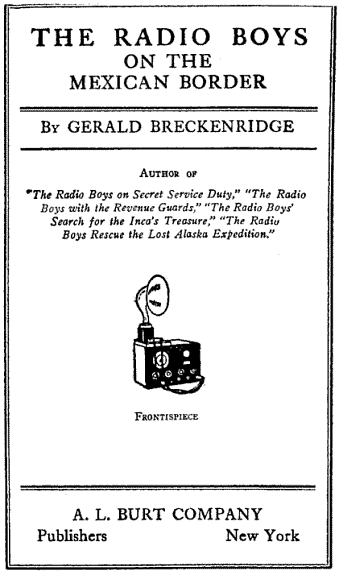 THE RADIO BOYS
ON THE
MEXICAN BORDER
By GERALD BRECKENRIDGE
Author of
"The Radio Boys on Secret Service Duty," "The Radio
Boys with the Revenue Guards," "The Radio Boys'
Search for the Inca's Treasure," "The Radio
Boys Rescue the Lost Alaska Expedition."
Frontispiece
A. L. BURT COMPANY
Publishers New York